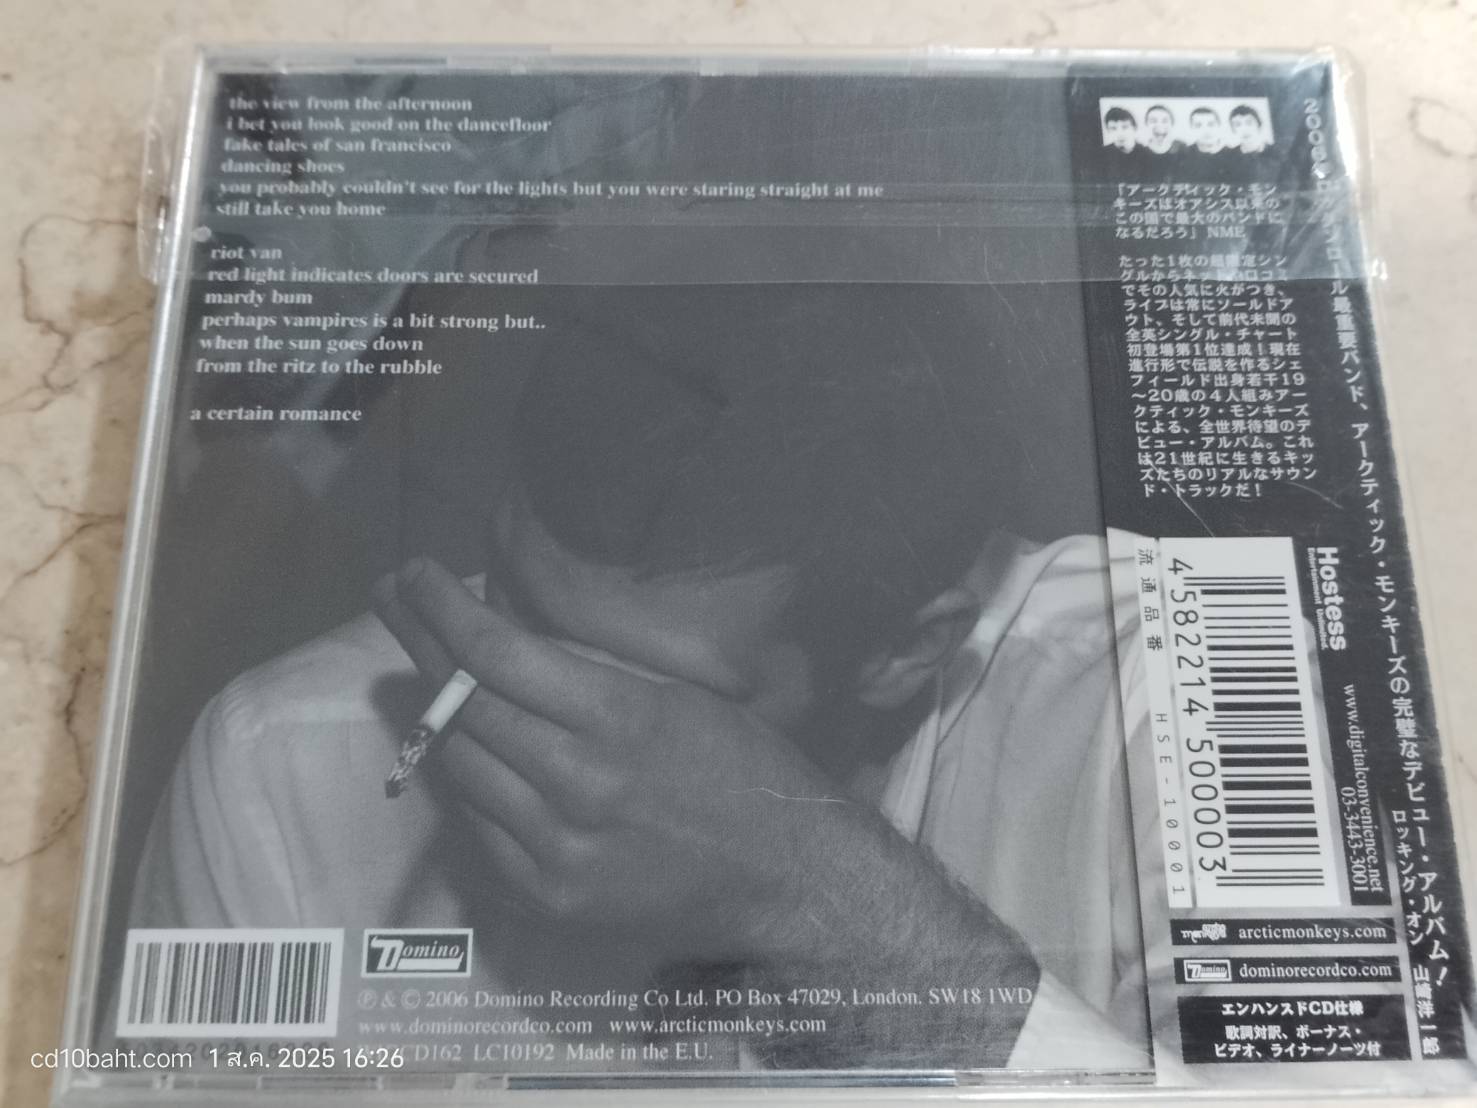 the view from the afternoon
i bet you look good on the dancefloor
fake tales of san francisco
dancing shoes
you probably couldn't see for the lights but you were staring straight at me
still take you home
riot van
red light indicates doors are secured
mardy bum
perhaps vampires is a bit strong but..
when the sun goes down
from the ritz to the rubble
a certain romance
Domino
Ⓟ & © 2006 Domino Recording Co Ltd. PO Box 47029, London. SW18 1WD
www.dominorecordco.com www.arcticmonkeys.com
CD162 LC10192 Made in the E.U.
「アークティック・モン
キーズはオアシス以来の
この国で最大のバンドに
なるだろう」NME
たった1枚の超限定シン
グルからネットの口コミ
でその人気に火がつき、
ライブは常にソールドア
ウト、そして前代未聞の
全英シングル・チャート
初登場第1位達成!現在
進行形で伝説を作るシェ
フィールド出身若干19
〜20歳の4人組みアー
クティック・モンキーズ
による、全世界待望のデ
ビュー・アルバム。これ
は21世紀に生きるキッ
ズたちのリアルなサウン
ド・トラックだ!
流通品番 HSE-10001
4582214500003
Hostess
Entertainment Unlimited.
www.digitalconvenience.net
03-3443-3001
最重要バンド、アークティック・モンキーズの完璧なデビュー・アルバム!
ロッキング・オン 山崎洋一郎
arcticmonkeys.com
Domino dominorecordco.com
エンハンスドCD仕様
歌詞対訳、ボーナス・
ビデオ、ライナーノーツ付
cd10baht.com 1 ส.ค. 2025 16:26